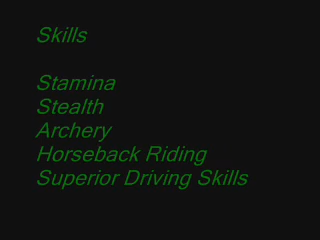 Skills
Stamina
Stealth
Archery
Horseback Riding
Superior Driving Skills